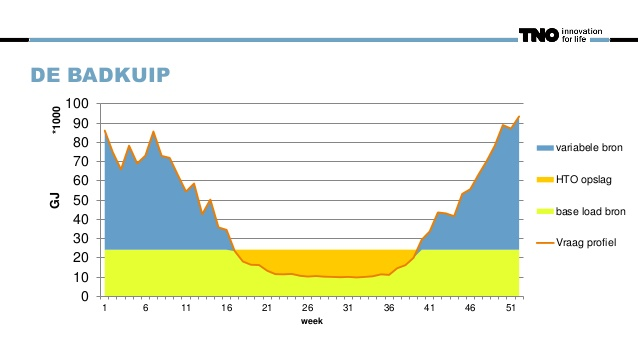 TNO innovation
for life
DE BADKUIP
*1000
GJ
100
90
80
70
60
50
40
30
20
10
0
1 6 11 16 21 26 31 36 41 46 51
week
variabele bron
HTO opslag
base load bron
Vraag profiel